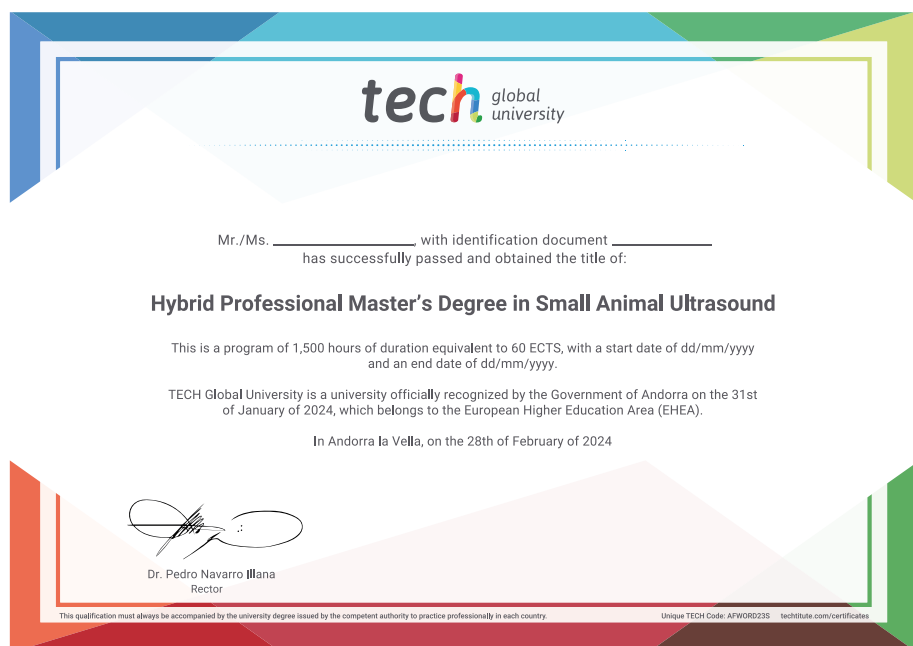 tech global
university
Mr./Ms. ____________________, with identification document ______________
has successfully passed and obtained the title of:
Hybrid Professional Master's Degree in Small Animal Ultrasound
This is a program of 1,500 hours of duration equivalent to 60 ECTS, with a start date of dd/mm/yyyy
and an end date of dd/mm/yyyy.
TECH Global University is a university officially recognized by the Government of Andorra on the 31st
of January of 2024, which belongs to the European Higher Education Area (EHEA).
In Andorra la Vella, on the 28th of February of 2024
Dr. Pedro Navarro Illana
Rector
This qualification must always be accompanied by the university degree issued by the competent authority to practice professionally in each country.
Unique TECH Code: AFWORD23S techtitute.com/certificates